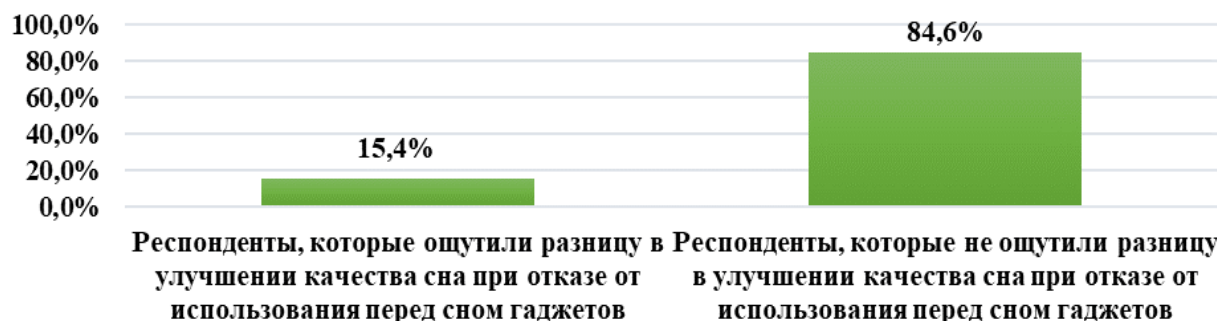 100,0%
80,0%
60,0%
40,0%
20,0%
0,0%
15,4%
84,6%
Респонденты, которые ощутили разницу в
улучшении качества сна при отказе от
использования перед сном гаджетов
Респонденты, которые не ощутили разницу
в улучшении качества сна при отказе от
использования перед сном гаджетов